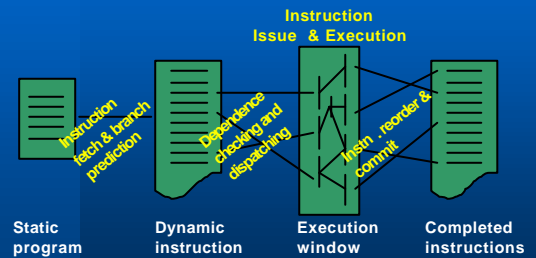 Instruction
Issue & Execution
Instruction
fetch & branch
prediction
Dependence
checking and
dispatching
Instn. reorder &
commit
Static
program
Dynamic
instruction
Execution
window
Completed
instructions